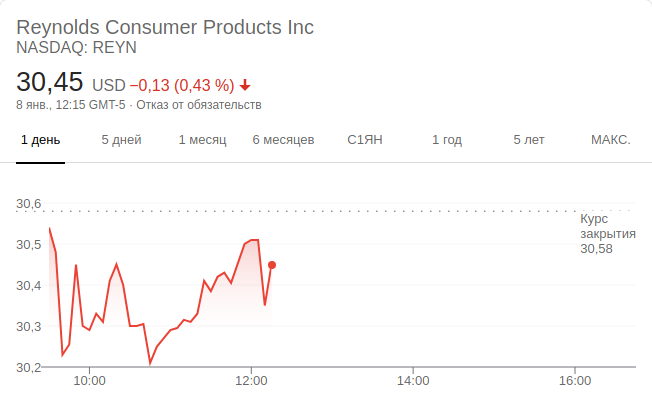 Reynolds Consumer Products Inc
NASDAQ: REYN
30,45 USD −0,13 (0,43 %)
8 янв., 12:15 GMT-5 · Отказ от обязательств
1 день 5 дней 1 месяц 6 месяцев С1ЯН 1 год 5 лет МАКС.
30,6
Курс
закрытия
30,58
30,5
30,4
30,3
30,2
10:00 12:00 14:00 16:00